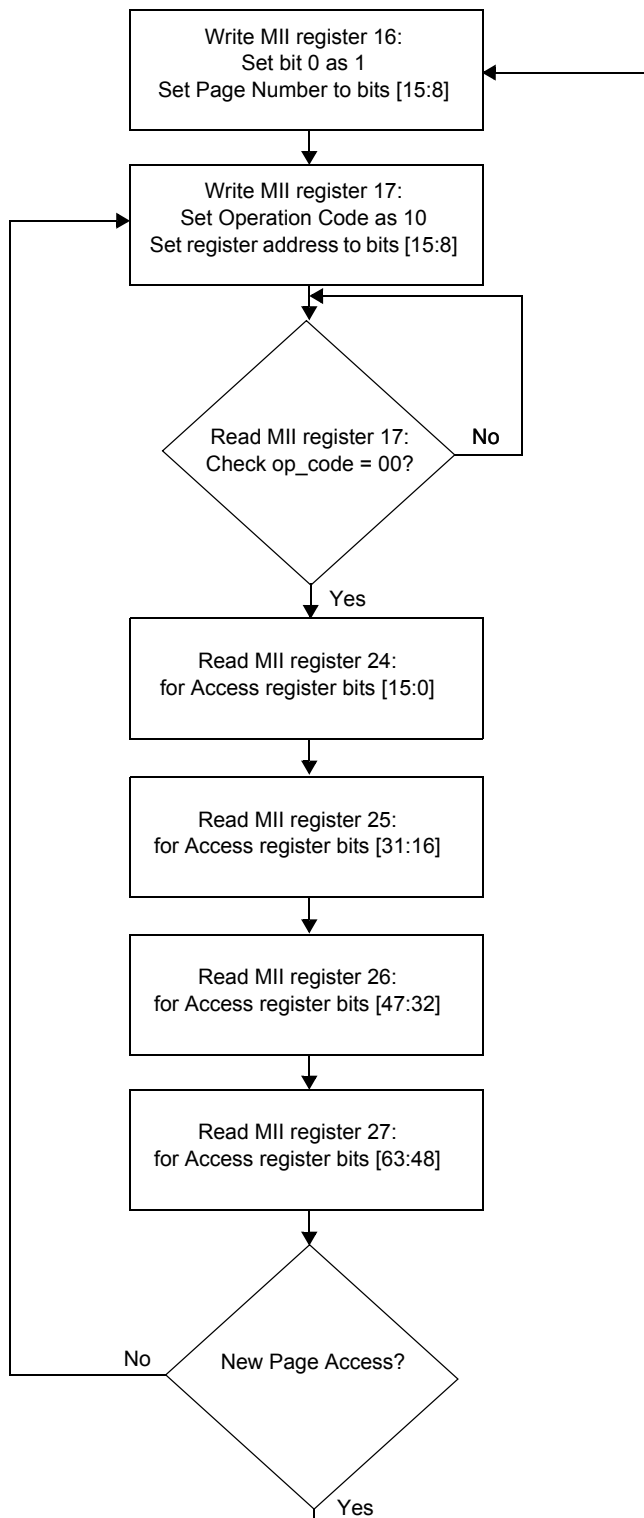 Write MII register 16:
Set bit 0 as 1
Set Page Number to bits [15:8]
Write MII register 17:
Set Operation Code as 10
Set register address to bits [15:8]
Read MII register 17:
Check op_code = 00?
No
Yes
Read MII register 24:
for Access register bits [15:0]
Read MII register 25:
for Access register bits [31:16]
Read MII register 26:
for Access register bits [47:32]
Read MII register 27:
for Access register bits [63:48]
No
New Page Access?
Yes